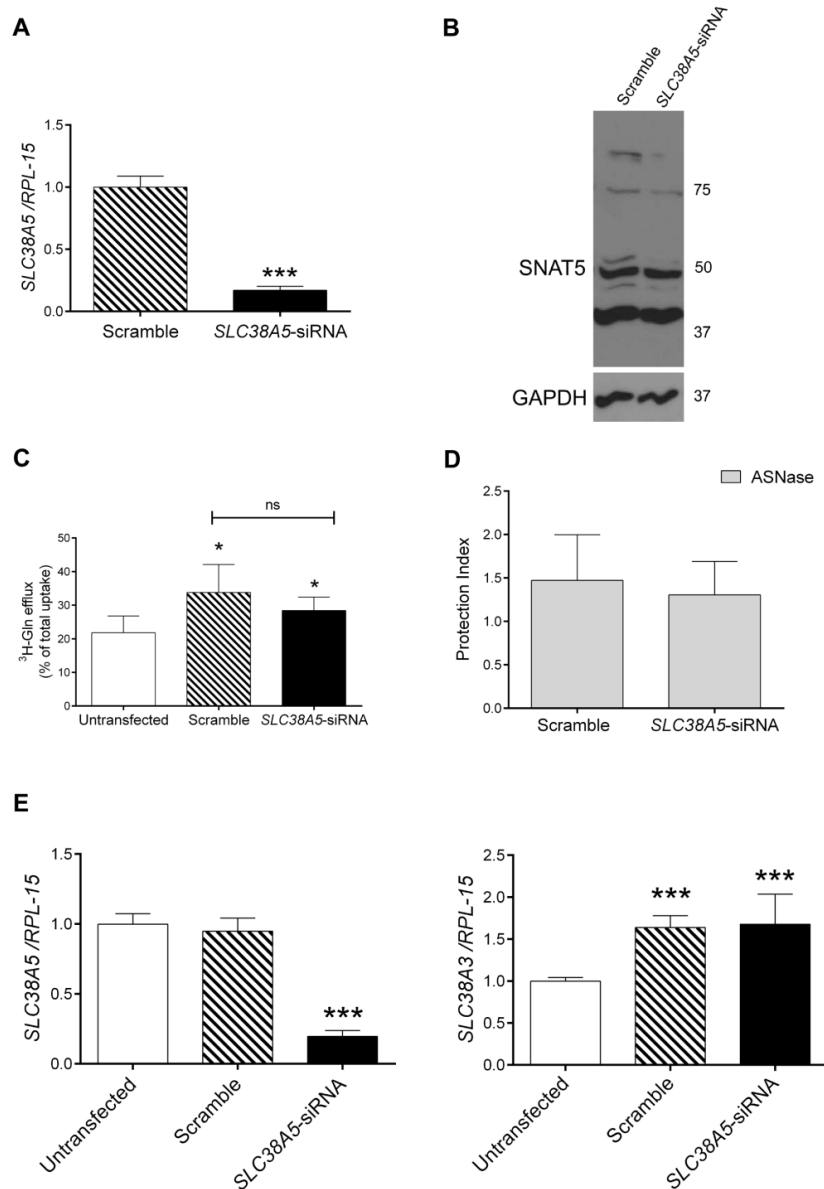 A
SLC38A5 /RPL-15
1.5
1.0
0.5
0.0
***
Scramble
SLC38A5-siRNA
B
Scramble
SLC38A5-siRNA
75
SNAT5
50
37
GAPDH
37
C
³H-Gln efflux
(% of total uptake)
50
40
30
20
10
0
ns
*
*
Untransfected
Scramble
SLC38A5-siRNA
D
ASNase
Protection Index
2.5
2.0
1.5
1.0
0.5
0.0
Scramble
SLC38A5-siRNA
E
SLC38A5 /RPL-15
1.5
1.0
0.5
0.0
***
Untransfected
Scramble
SLC38A5-siRNA
SLC38A3 /RPL-15
2.5
2.0
1.5
1.0
0.5
0.0
***
***
Untransfected
Scramble
SLC38A5-siRNA